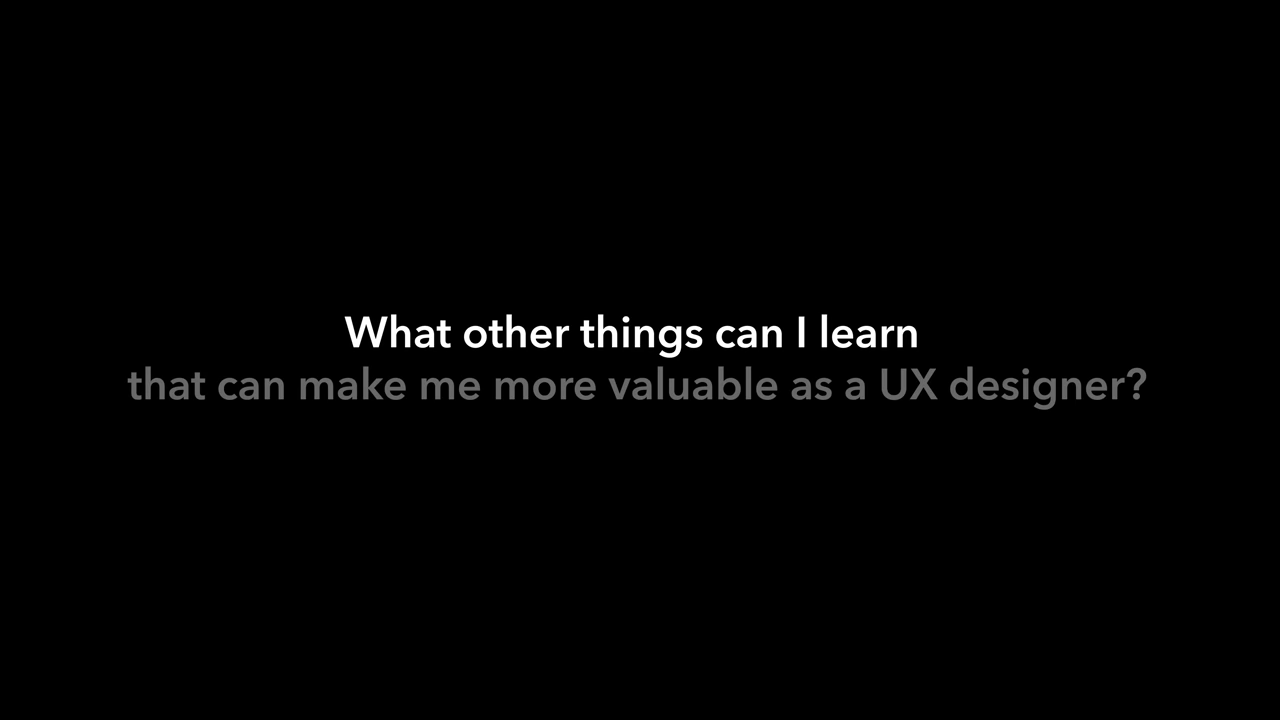 What other things can I learn
that can make me more valuable as a UX designer?